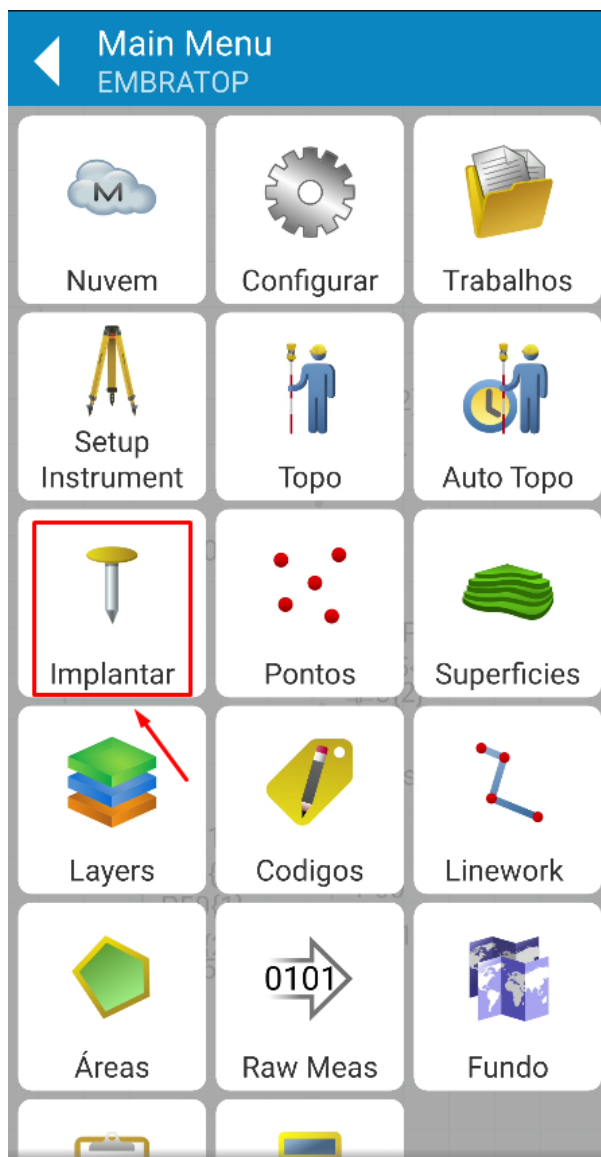 Main Menu
EMBRATOP
M
Nuvem
Configurar
Trabalhos
Setup
Instrument
Topo
Auto Topo
Implantar
Pontos
Superficies
Layers
Codigos
Linework
0101
Áreas
Raw Meas
Fundo